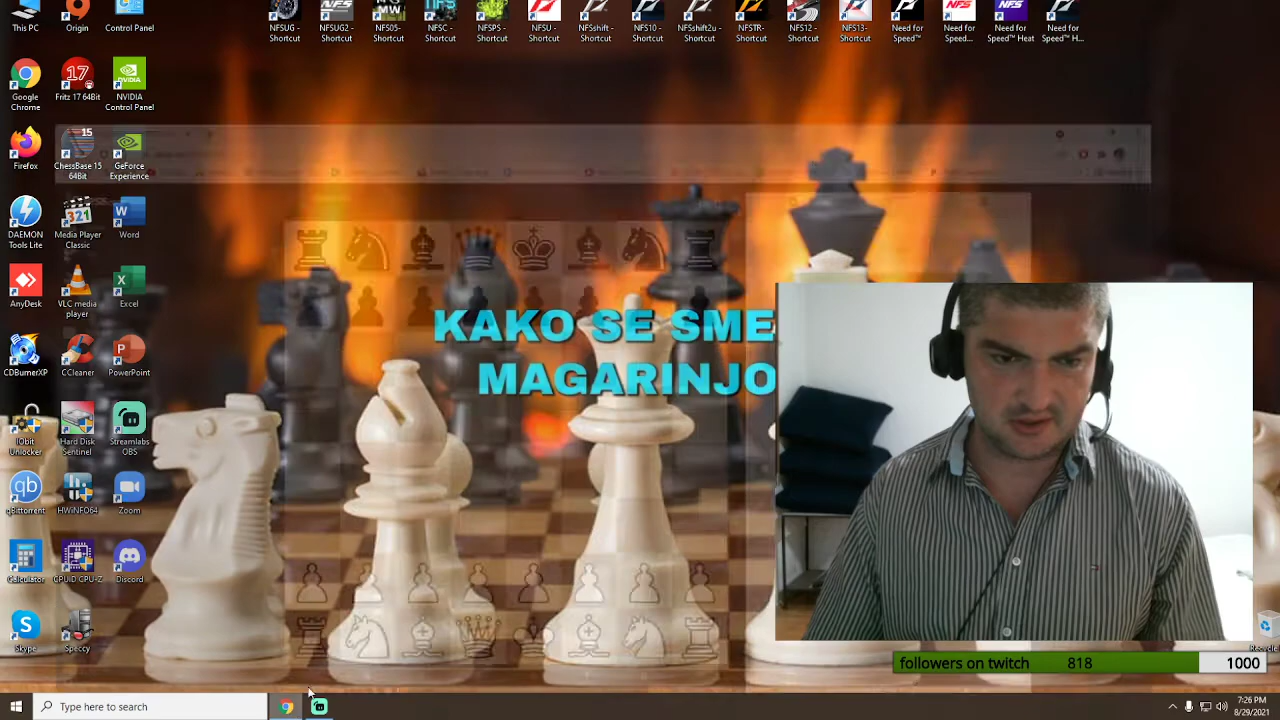 This PC
Origin
Control Panel
NFSUG - Shortcut
NFSUG2 - Shortcut
NFS05- Shortcut
NFSC - Shortcut
NFSPS - Shortcut
NFSU - Shortcut
NFSshift - Shortcut
NFS10 - Shortcut
NFSshift2u - Shortcut
NFSTR- Shortcut
NFS12 - Shortcut
NFS13- Shortcut
Need for Speed™
Need for Speed...
Need for Speed™ Heat
Need for Speed™ H...
Google Chrome
Fritz 17 64Bit
NVIDIA Control Panel
Firefox
ChessBase 15 64Bit
GeForce Experience
DAEMON Tools Lite
Media Player Classic
Word
AnyDesk
VLC media player
Excel
CDBurnerXP
CCleaner
PowerPoint
IObit Unlocker
Hard Disk Sentinel
Streamlabs OBS
qBittorrent
HWiNFO64
Zoom
Calculator
CPUID CPU-Z
Discord
Skype
Speccy
KAKO SE SME
MAGARINJO
followers on twitch 818 1000
Type here to search
7:26 PM
8/29/2021